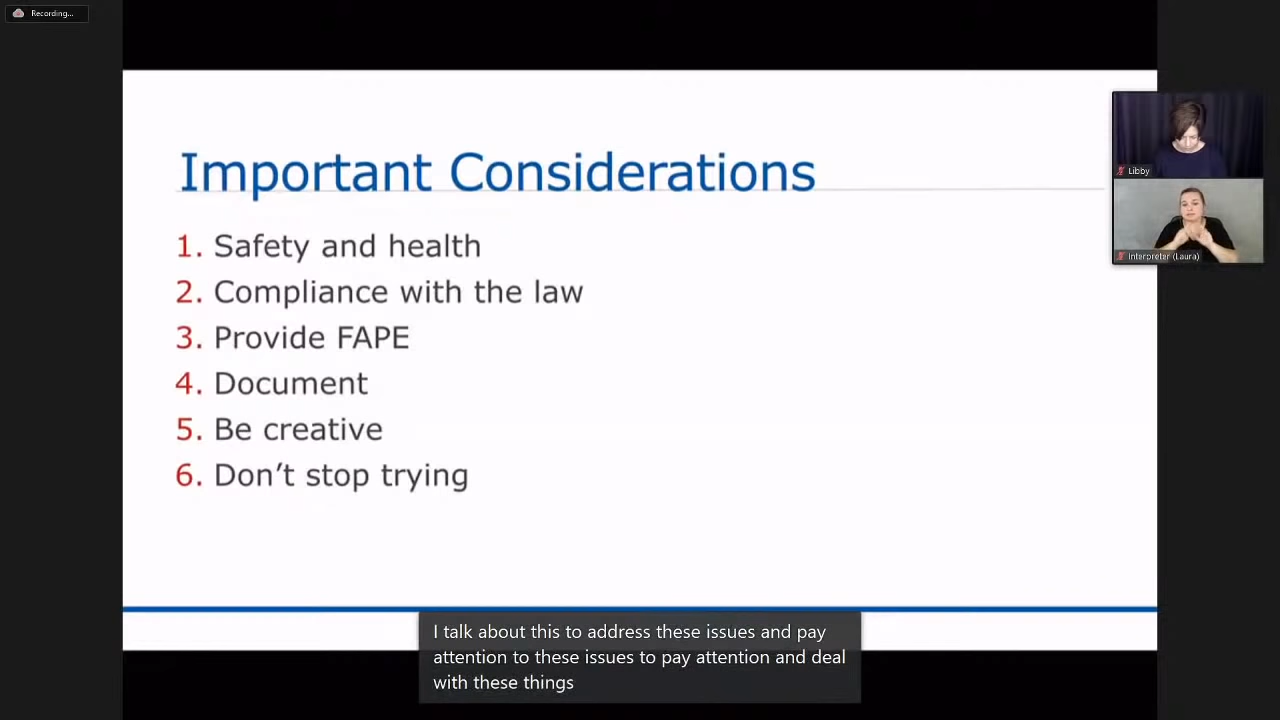 Recording...
Important Considerations
1. Safety and health
2. Compliance with the law
3. Provide FAPE
4. Document
5. Be creative
6. Don’t stop trying
Libby
Interpreter (Laura)
I talk about this to address these issues and pay
attention to these issues to pay attention and deal
with these things